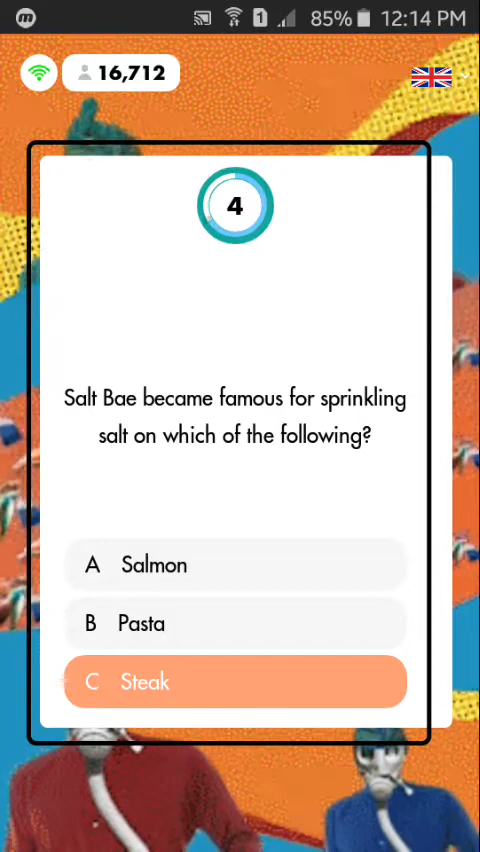 1 85% 12:14 PM
16,712
4
Salt Bae became famous for sprinkling
salt on which of the following?
A Salmon
B Pasta
C Steak